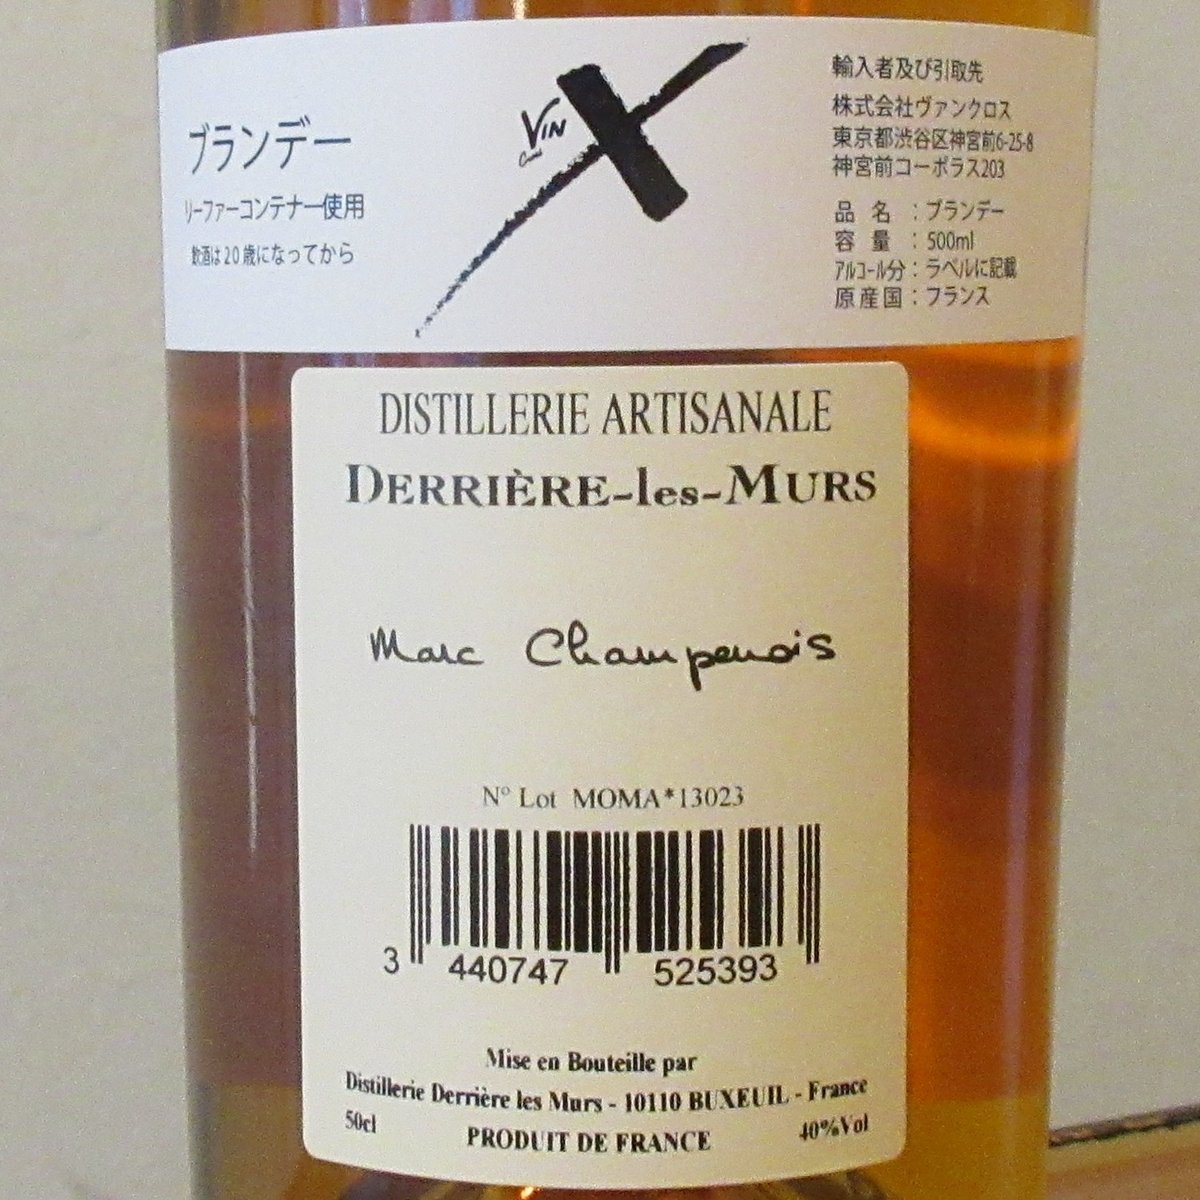 ブランデー
リーファーコンテナー使用
飲酒は20歳になってから
VIN
輸入者及び引取先
株式会社ヴァンクロス
東京都渋谷区神宮前6-25-8
神宮前コーポラス203
品 名 : ブランデー
容 量 : 500ml
アルコール分 : ラベルに記載
原産国 : フランス
DISTILLERIE ARTISANALE
DERRIÈRE-les-MURS
Marc Champenois
N° Lot MOMA*13023
3 440747 525393
Mise en Bouteille par
Distillerie Derrière les Murs - 10110 BUXEUIL - France
50cl PRODUIT DE FRANCE 40%Vol